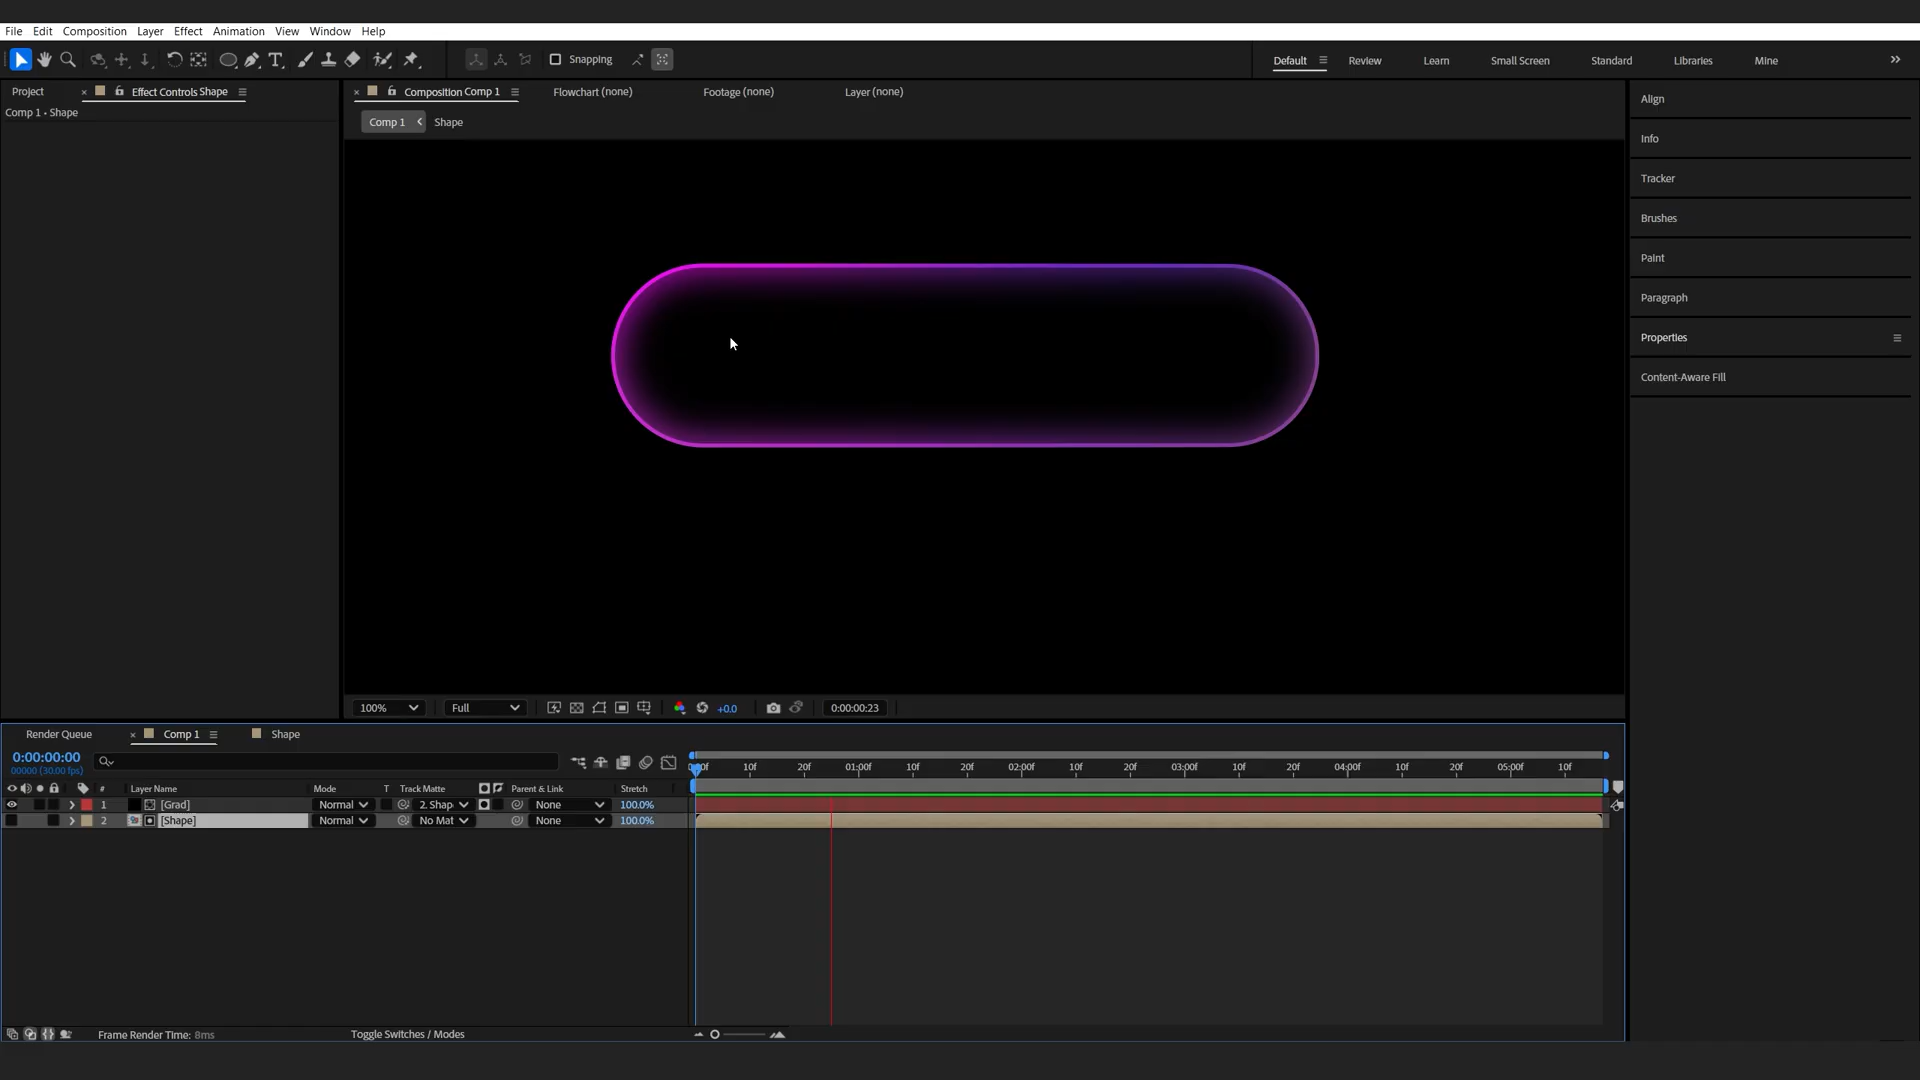 File Edit Composition Layer Effect Animation View Window Help
Snapping
Default Review Learn Small Screen Standard Libraries Mine
Project Effect Controls Shape
Comp 1 • Shape
Composition Comp 1 Flowchart (none) Footage (none) Layer (none)
Comp 1 Shape
Align
Info
Tracker
Brushes
Paint
Paragraph
Properties
Content-Aware Fill
100% Full +0.0 0:00:00:23
Render Queue Comp 1 Shape
0:00:00:00
00000 (30.00 fps)
10f 20f 01:00f 10f 20f 02:00f 10f 20f 03:00f 10f 20f 04:00f 10f 20f 05:00f 10f
# Layer Name Mode T Track Matte Parent & Link Stretch
1 [Grad] Normal 2. Shap None 100.0%
2 [Shape] Normal No Mat None 100.0%
Frame Render Time: 8ms Toggle Switches / Modes